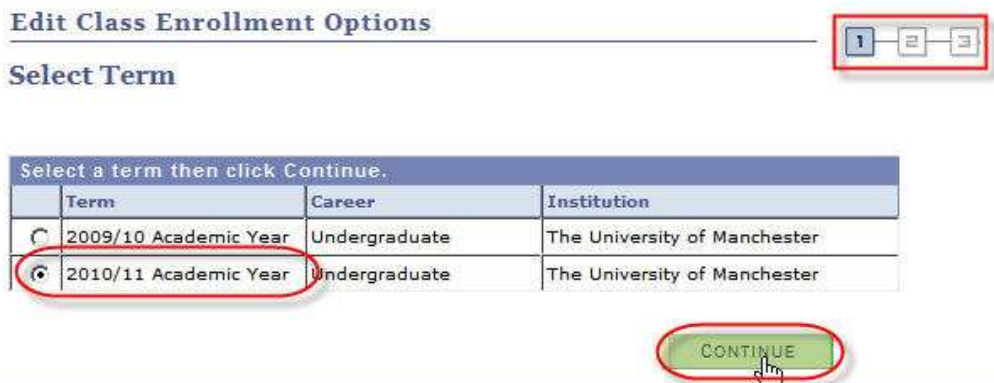 Edit Class Enrollment Options
1 2 3
Select Term
Select a term then click Continue.
Term Career Institution
2009/10 Academic Year Undergraduate The University of Manchester
2010/11 Academic Year Undergraduate The University of Manchester
CONTINUE